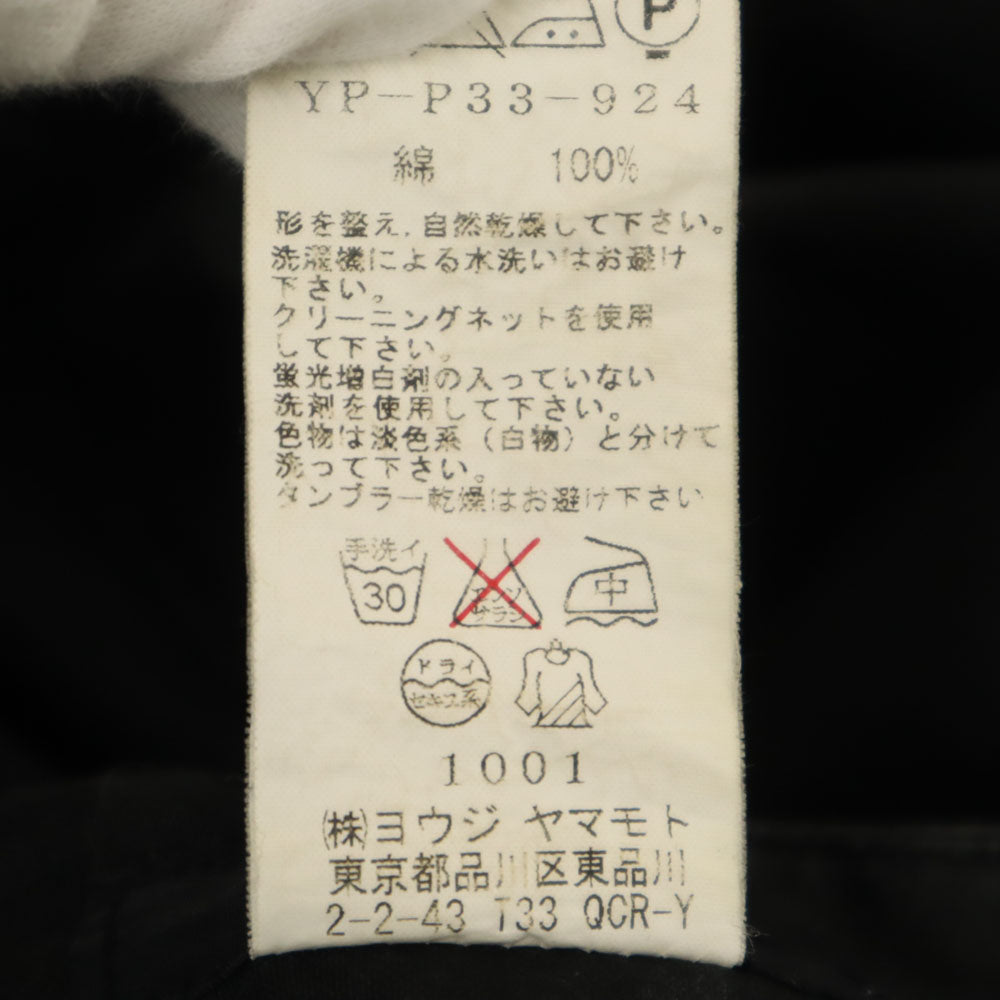 P
YP-P33-924
綿 100%
形を整え,自然乾燥して下さい。
洗濯機による水洗いはお避け
下さい。
クリーニングネットを使用
して下さい。
蛍光増白剤の入っていない
洗剤を使用して下さい。
色物は淡色系(白物)と分けて
洗って下さい。
タンブラー乾燥はお避け下さい
手洗イ
30
エンソ
サラシ
中
ドライ
セキユ系
1001
(株)ヨウジ ヤマモト
東京都品川区東品川
2-2-43 T33 QCR-Y